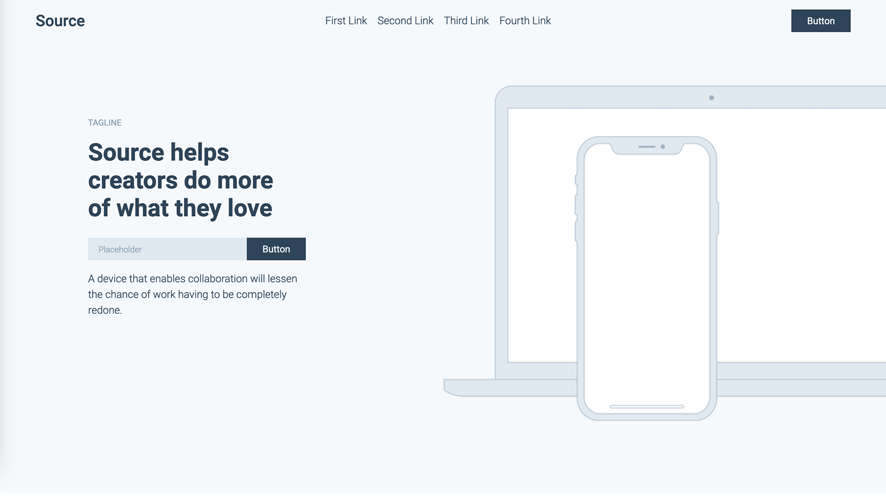 Source
First Link Second Link Third Link Fourth Link
Button
TAGLINE
Source helps
creators do more
of what they love
Placeholder
Button
A device that enables collaboration will lessen
the chance of work having to be completely
redone.